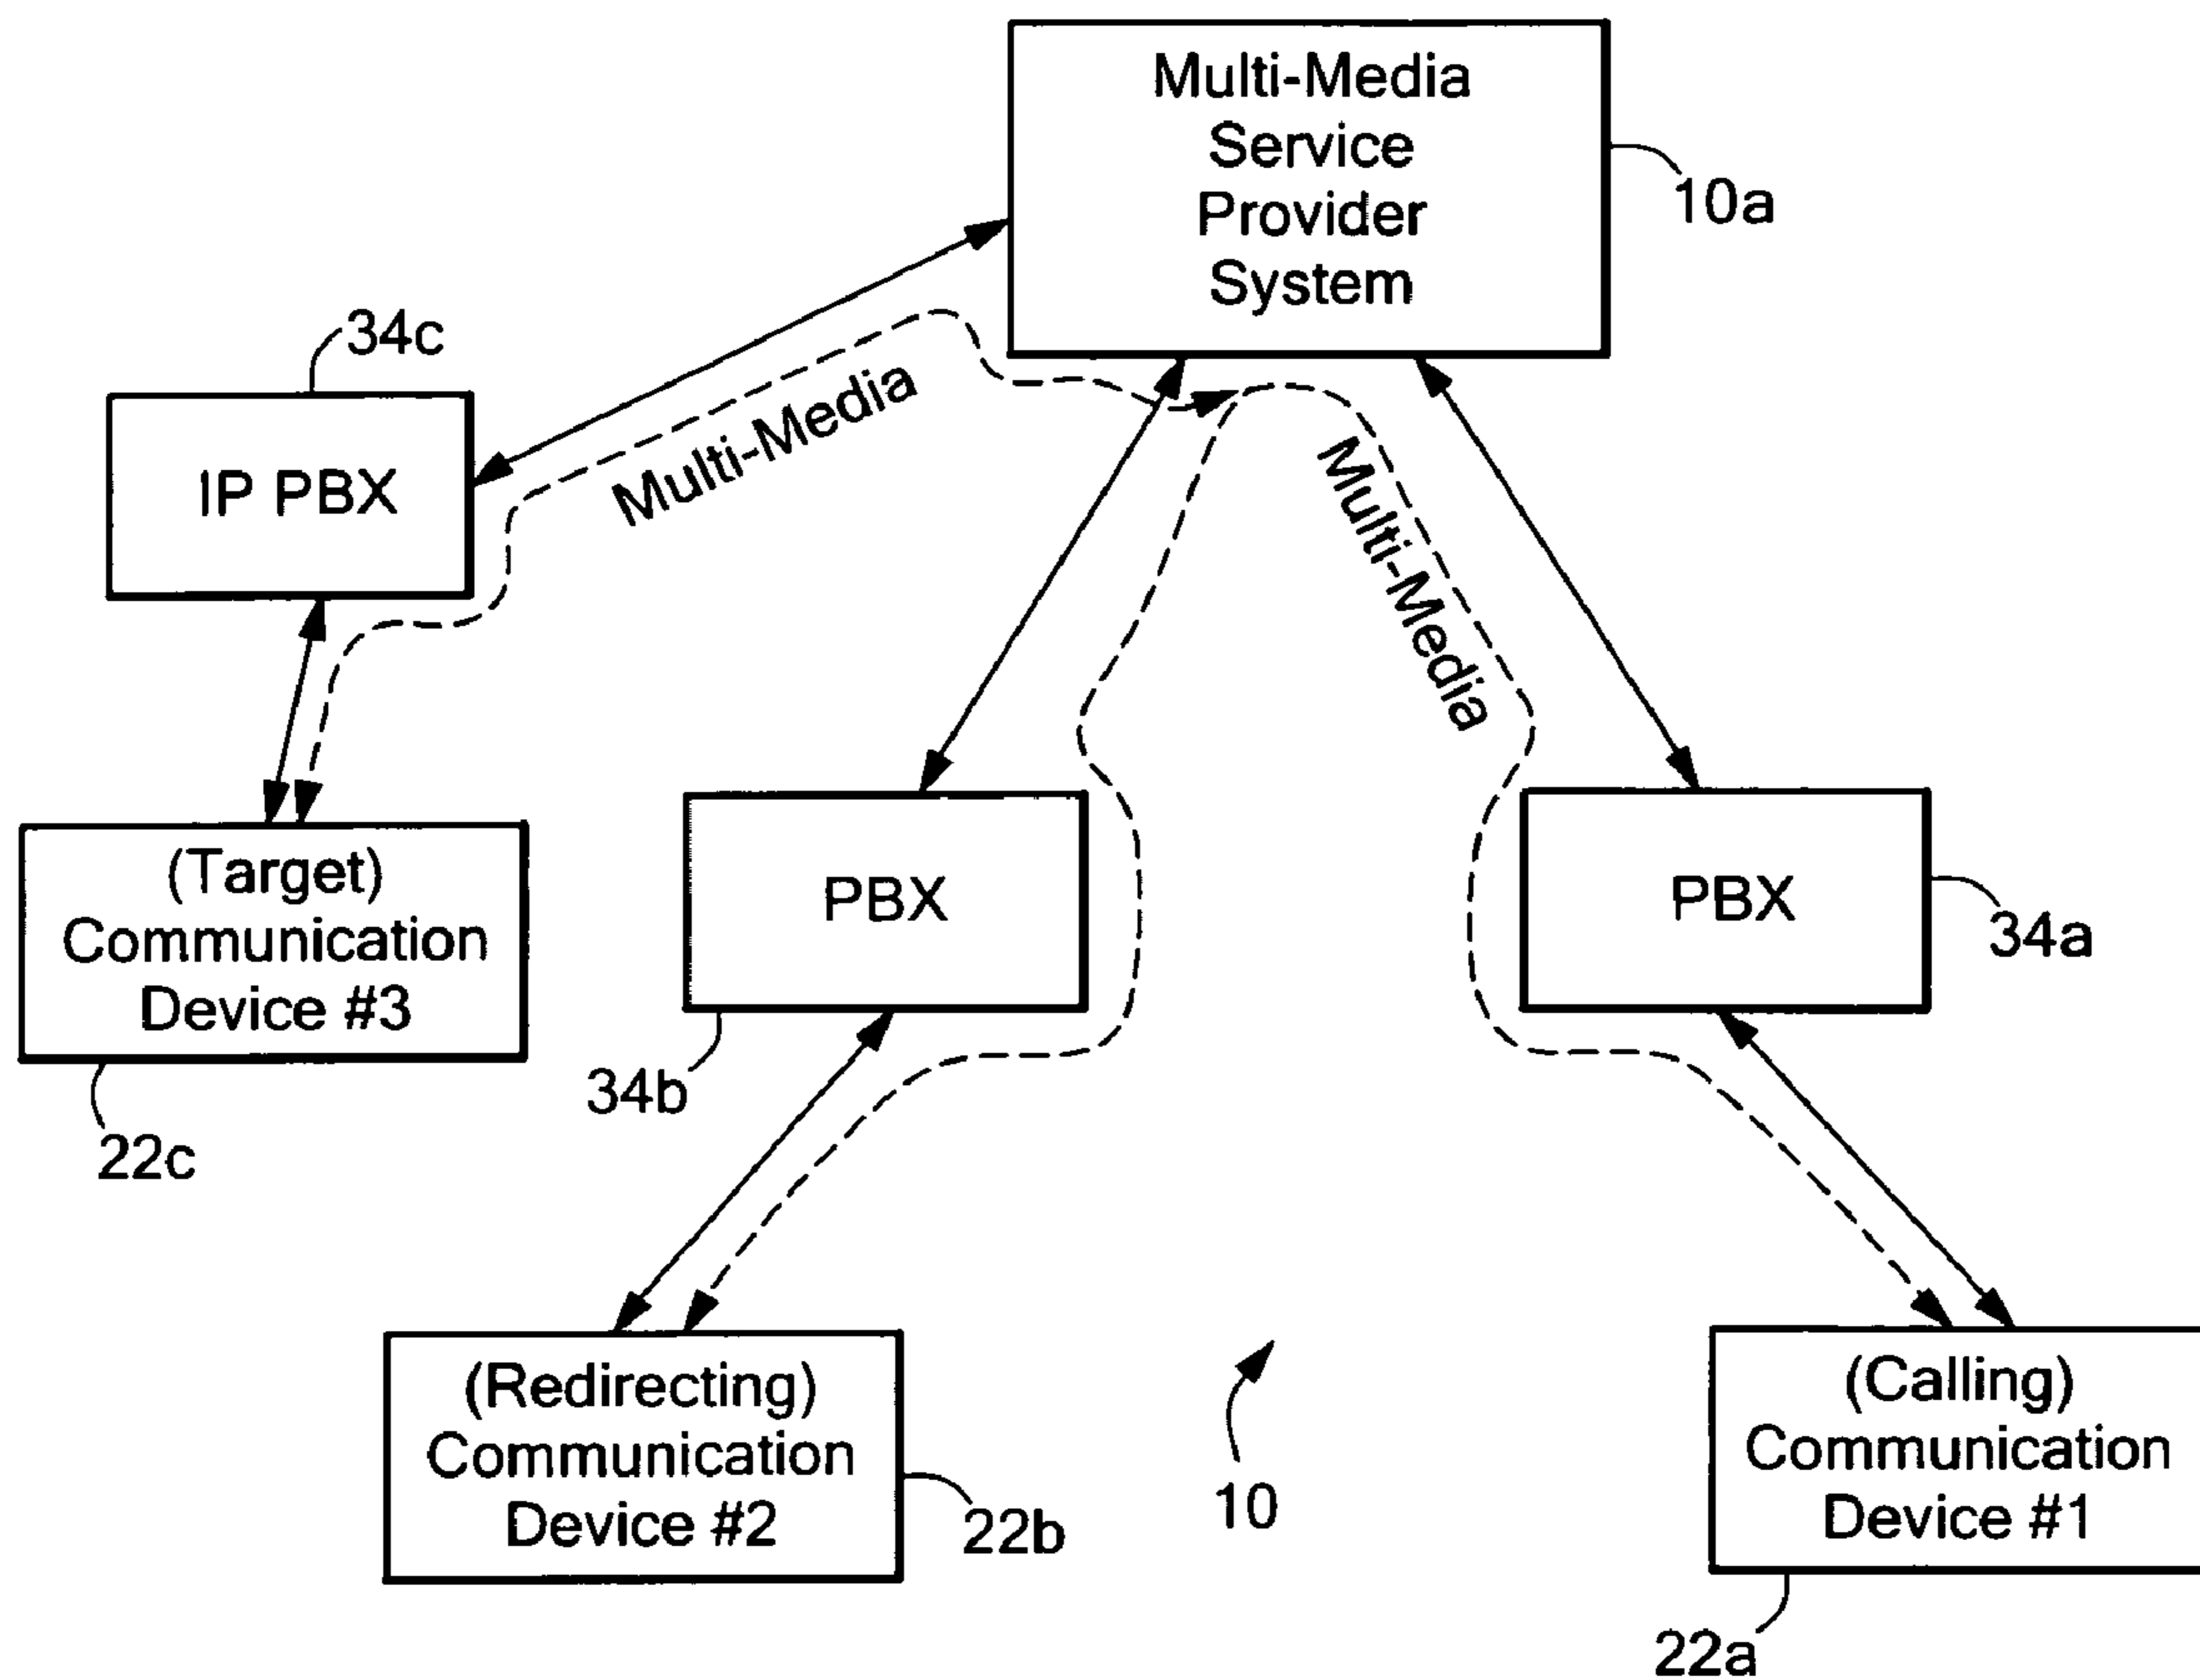 Multi-Media
Service
Provider
System
10a
34c
IP PBX
Multi-Media
Multi-Media
(Target)
Communication
Device #3
22c
PBX
34b
PBX
34a
(Redirecting)
Communication
Device #2
22b
10
(Calling)
Communication
Device #1
22a